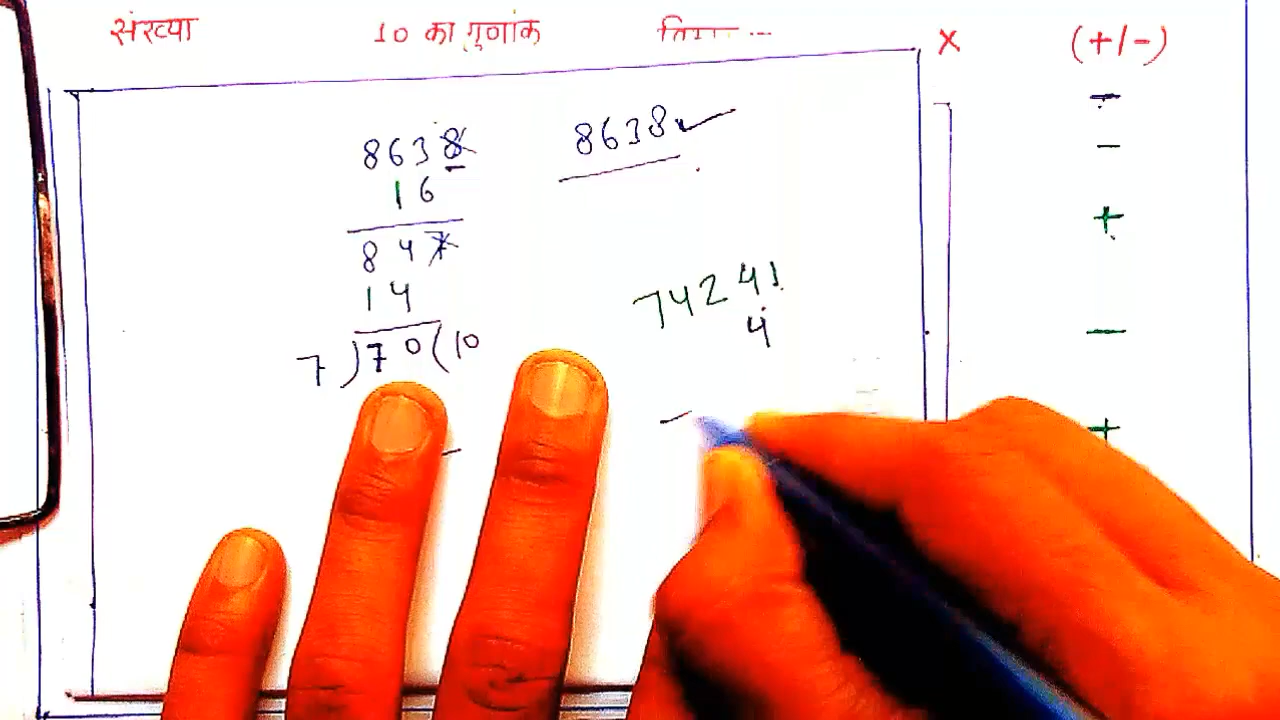 संख्या 10 का गुणांक X (+/-)
8638 8638 ✓ −
16 −
847 +
14 74241
7)70(10 4 −
+